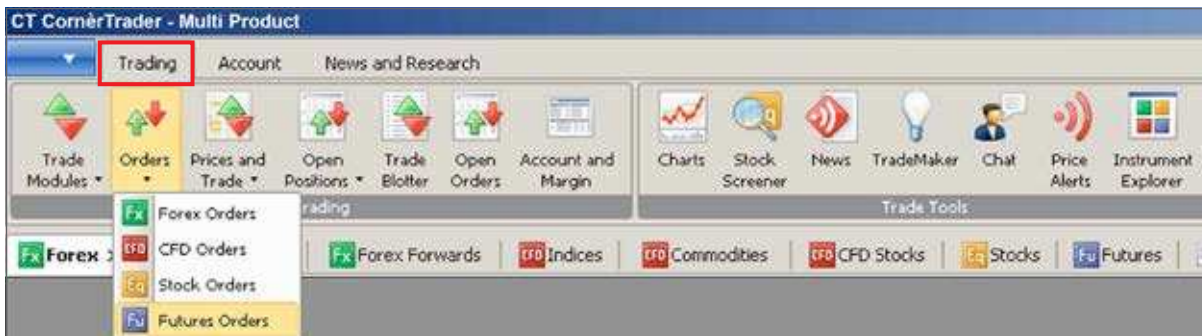 CT CornèrTrader - Multi Product
Trading Account News and Research
Trade Modules Orders Prices and Trade Open Positions Trade Blotter Open Orders Account and Margin Charts Stock Screener News TradeMaker Chat Price Alerts Instrument Explorer
Trade Tools
Fx Forex Orders
CFD CFD Orders
Eq Stock Orders
Fu Futures Orders
Fx Forex Fx Forex Forwards CFD Indices CFD Commodities CFD CFD Stocks Eq Stocks Fu Futures